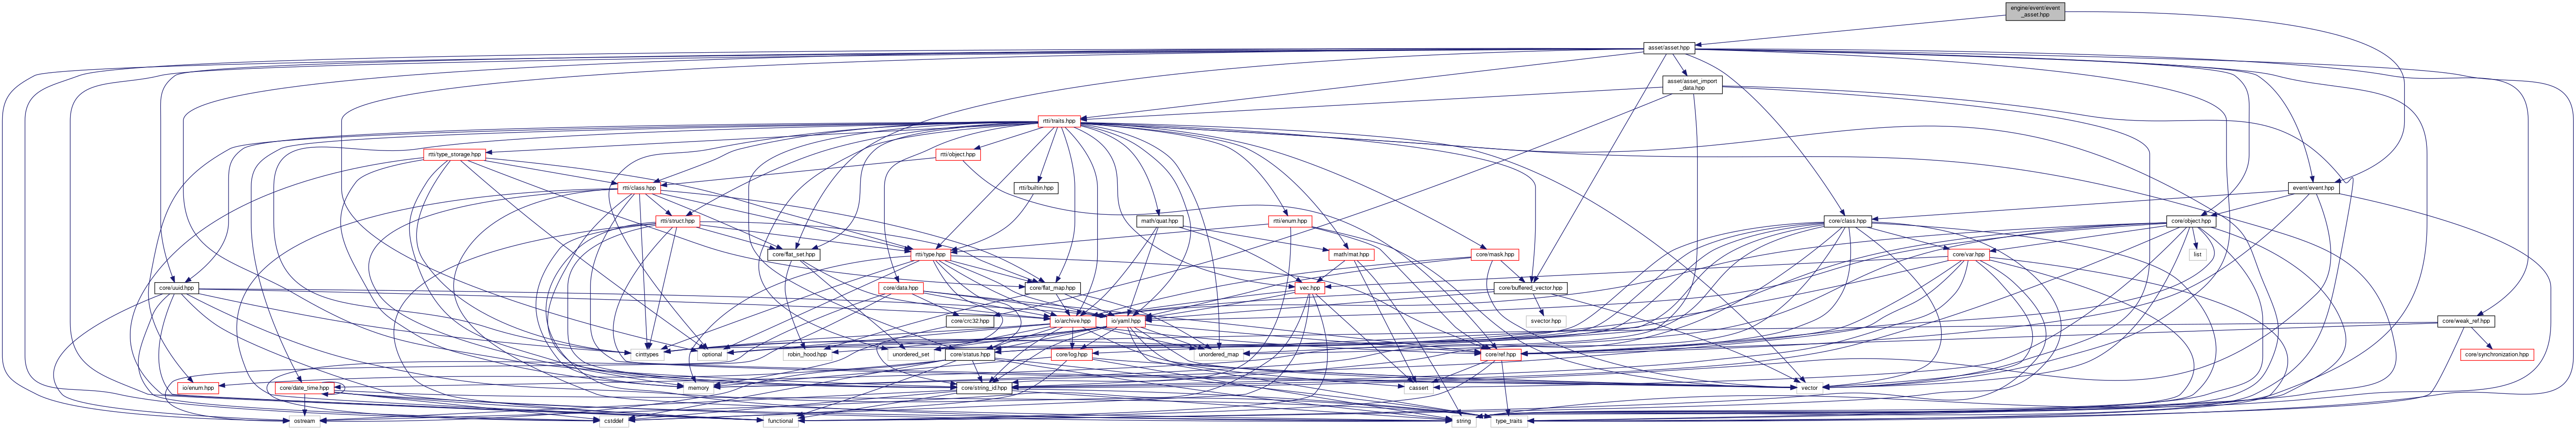 engine/event/event
_asset.hpp
asset/asset.hpp
asset/asset_import
_data.hpp
rtti/traits.hpp
rtti/type_storage.hpp
rtti/object.hpp
rtti/class.hpp
rtti/builtin.hpp
event/event.hpp
rtti/struct.hpp
math/quat.hpp
rtti/enum.hpp
core/class.hpp
core/object.hpp
core/flat_set.hpp
rtti/type.hpp
math/mat.hpp
core/mask.hpp
core/var.hpp
list
core/uuid.hpp
core/data.hpp
core/flat_map.hpp
vec.hpp
core/buffered_vector.hpp
core/crc32.hpp
io/archive.hpp
io/yaml.hpp
svector.hpp
core/weak_ref.hpp
cinttypes
optional
robin_hood.hpp
unordered_set
core/status.hpp
core/log.hpp
unordered_map
core/ref.hpp
core/synchronization.hpp
io/enum.hpp
core/date_time.hpp
memory
core/string_id.hpp
cassert
vector
ostream
cstddef
functional
string
type_traits